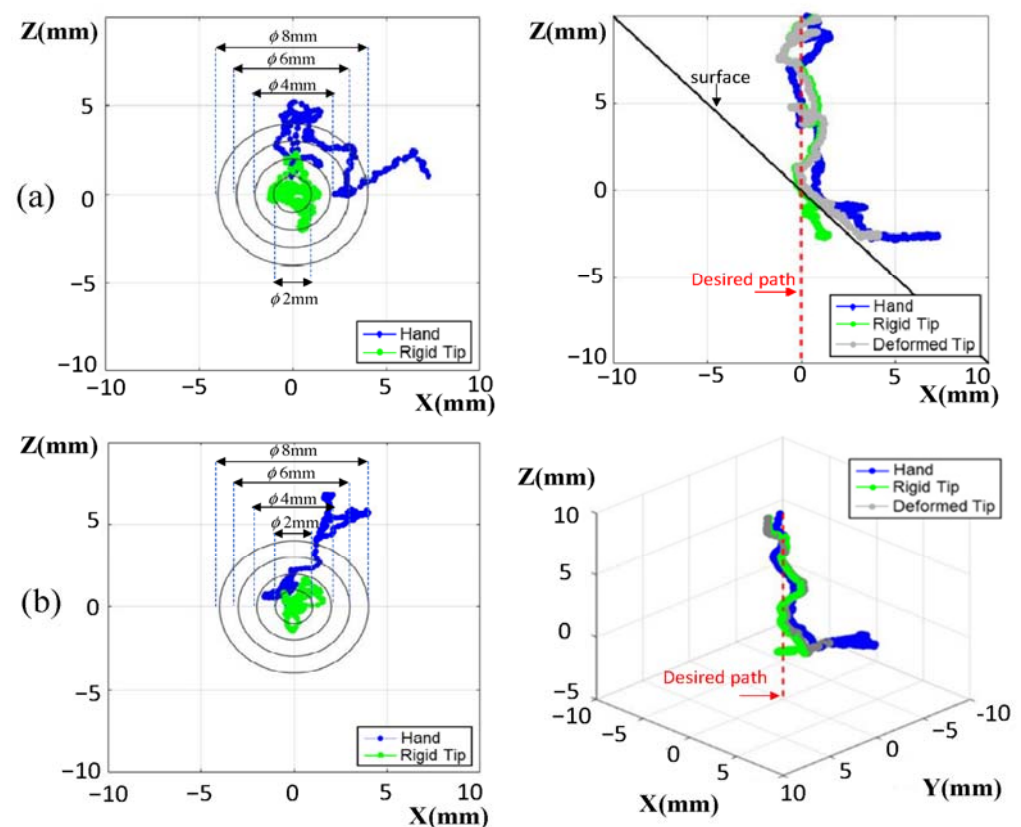 Z(mm)
ϕ8mm
ϕ6mm
ϕ4mm
10
5
0
−5
−10
ϕ2mm
Hand
Rigid Tip
−10
−5
0
5
10
X(mm)
(a)
Z(mm)
10
5
0
−5
−10
surface
Desired path
Hand
Rigid Tip
Deformed Tip
−10
−5
0
5
10
X(mm)
Z(mm)
ϕ8mm
ϕ6mm
ϕ4mm
ϕ2mm
5
0
−5
−10
Hand
Rigid Tip
−10
−5
0
5
10
X(mm)
(b)
Z(mm)
10
5
0
−5
Hand
Rigid Tip
Deformed Tip
Desired path
−10
−5
0
5
10
X(mm)
−10
−5
0
5
Y(mm)